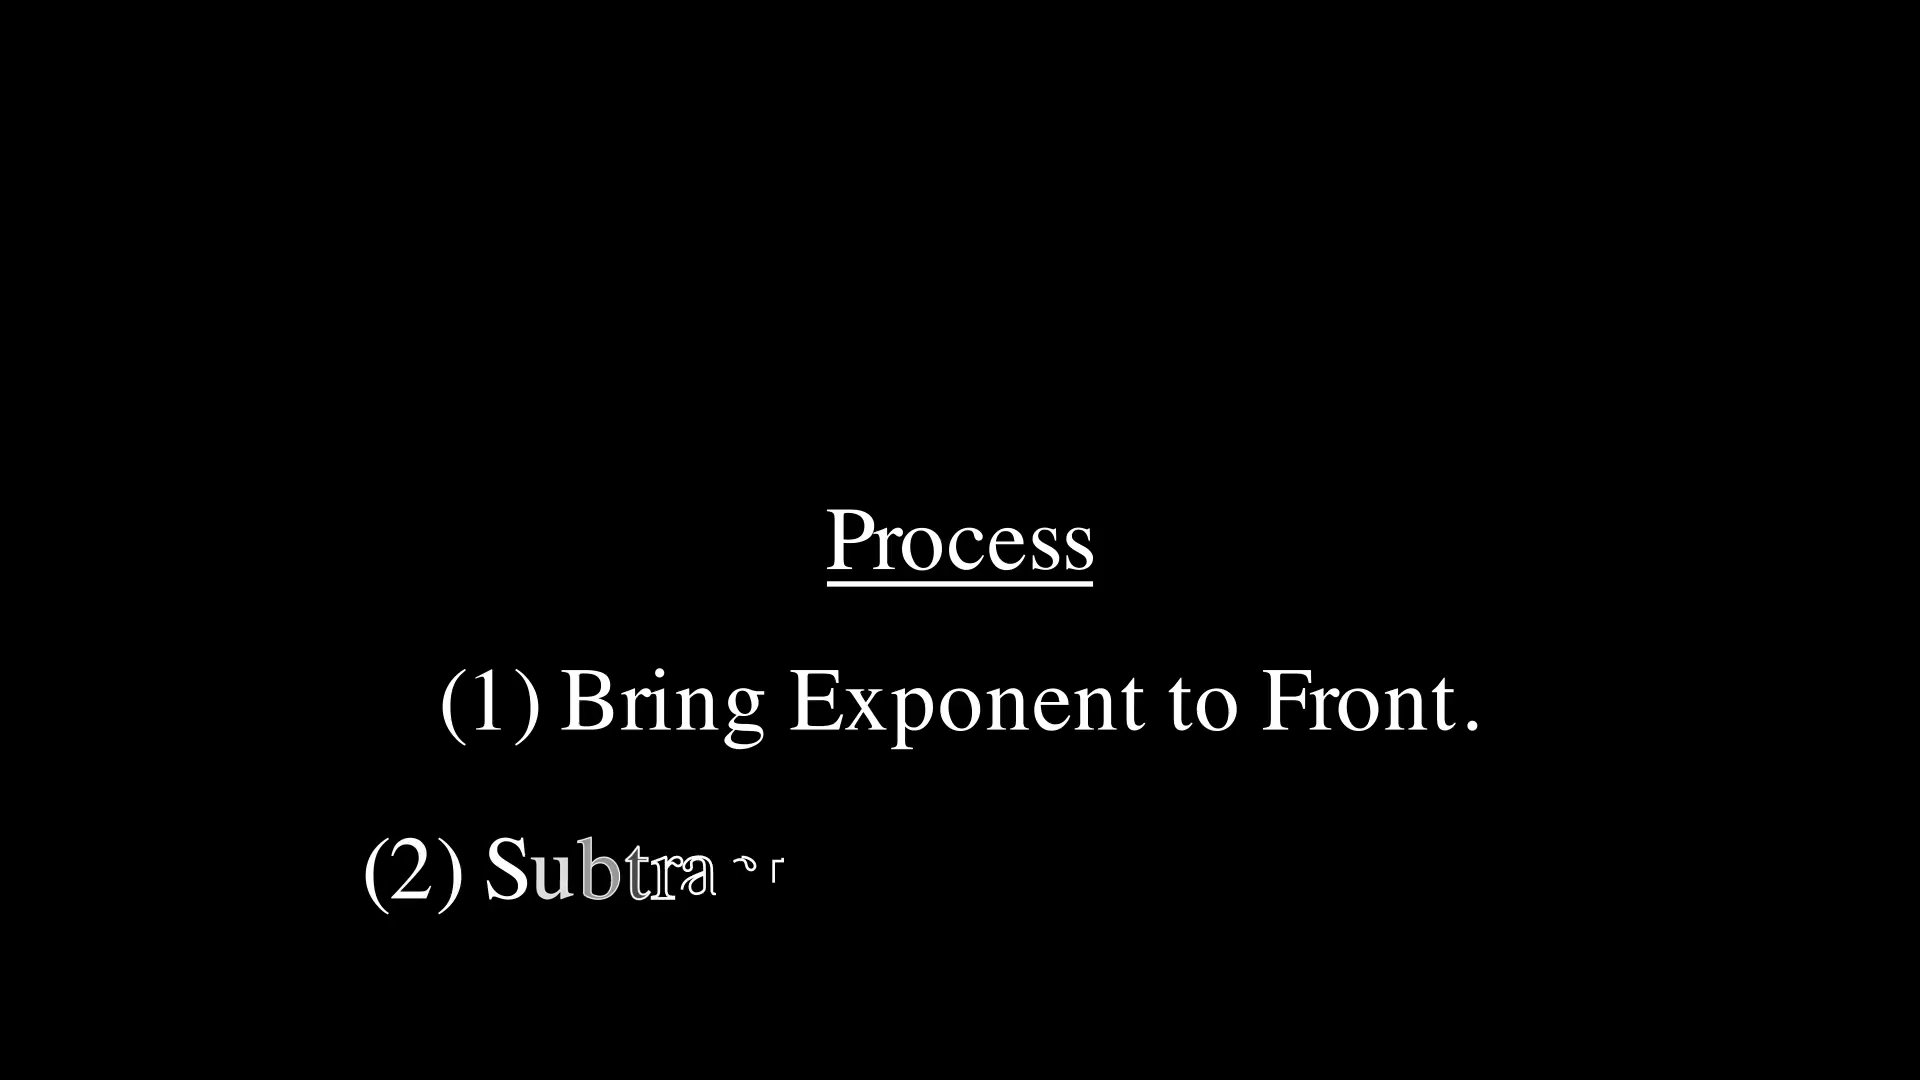 Process
(1) Bring Exponent to Front.
(2) Subtra